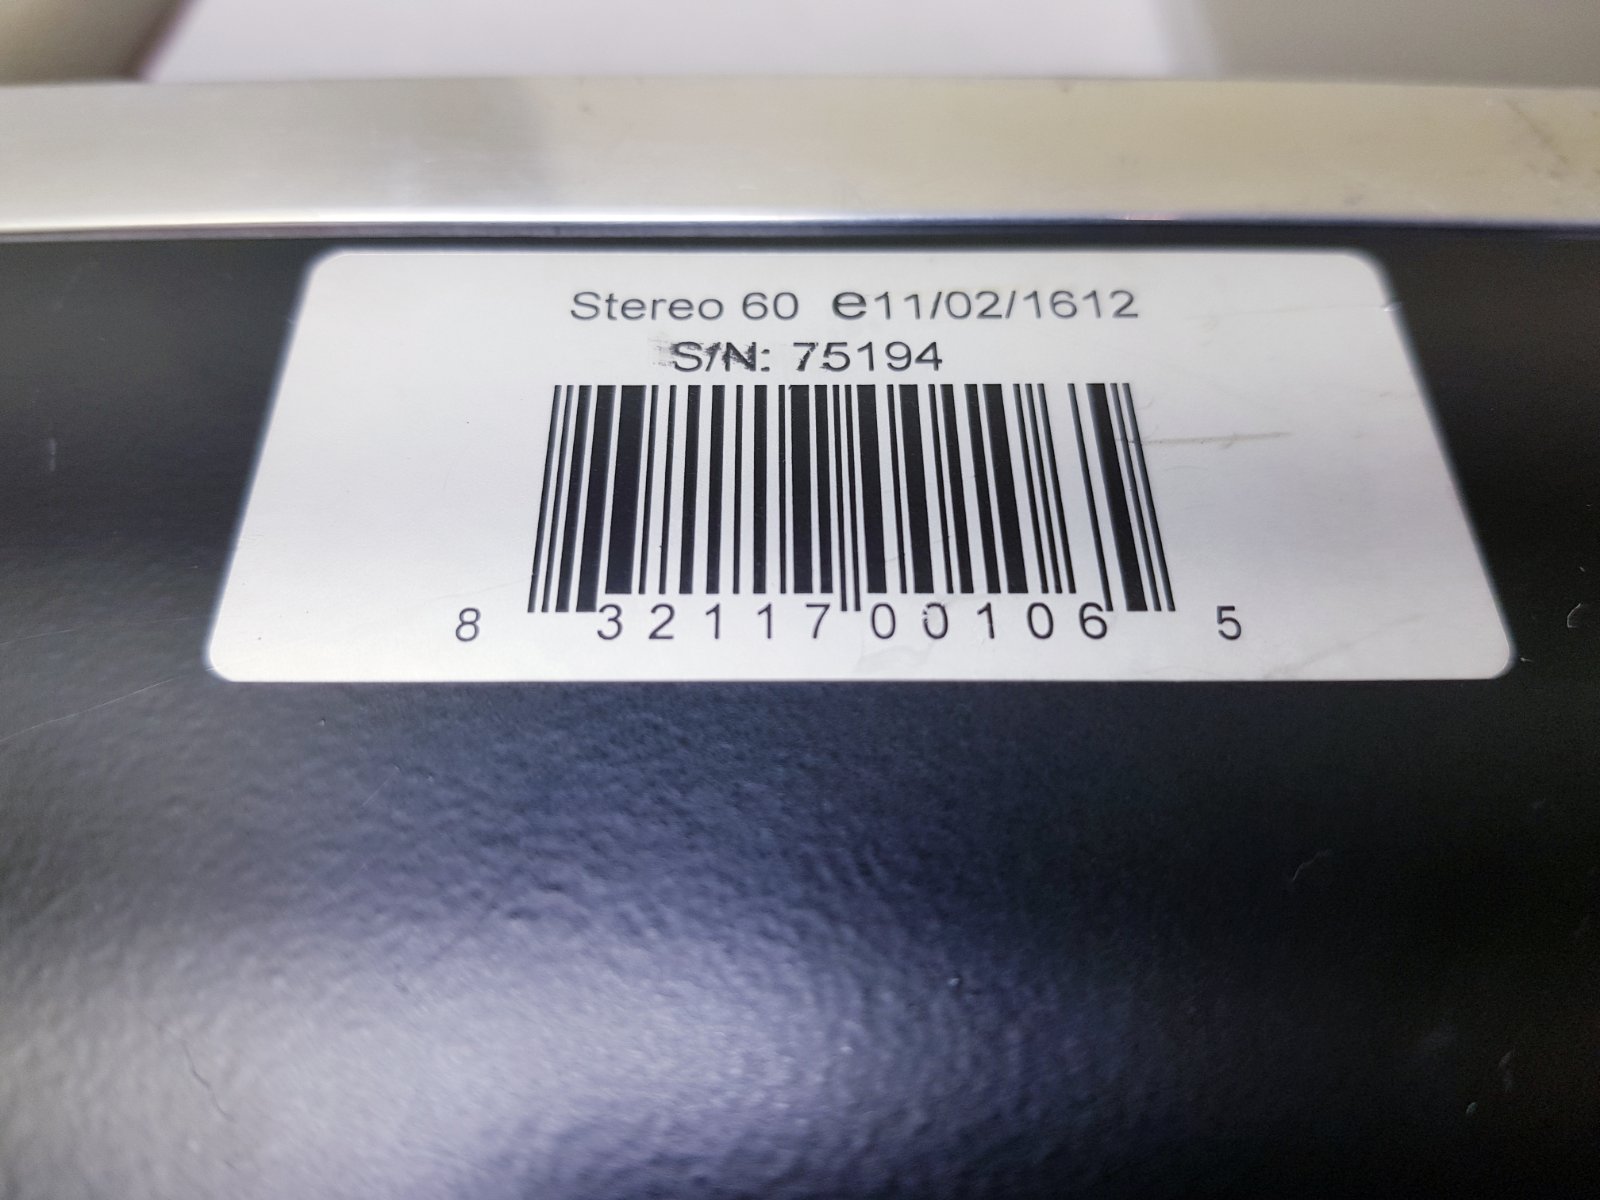 Stereo 60 e11/02/1612
S/N: 75194
8 32117 00106 5